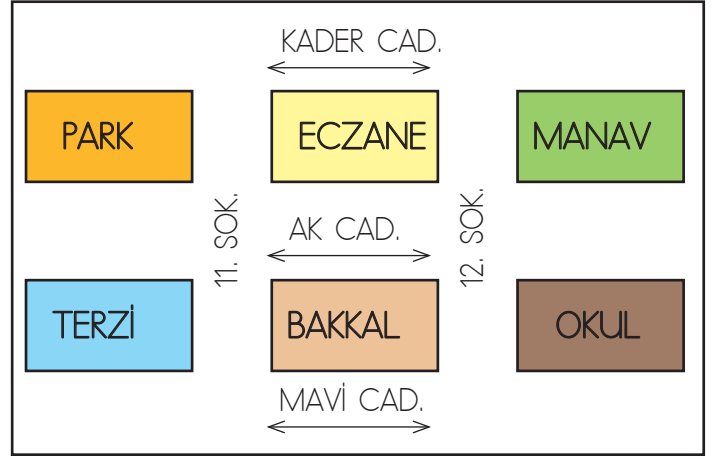 KADER CAD.
PARK
ECZANE
MANAV
11. SOK.
AK CAD.
12. SOK.
TERZİ
BAKKAL
OKUL
MAVİ CAD.